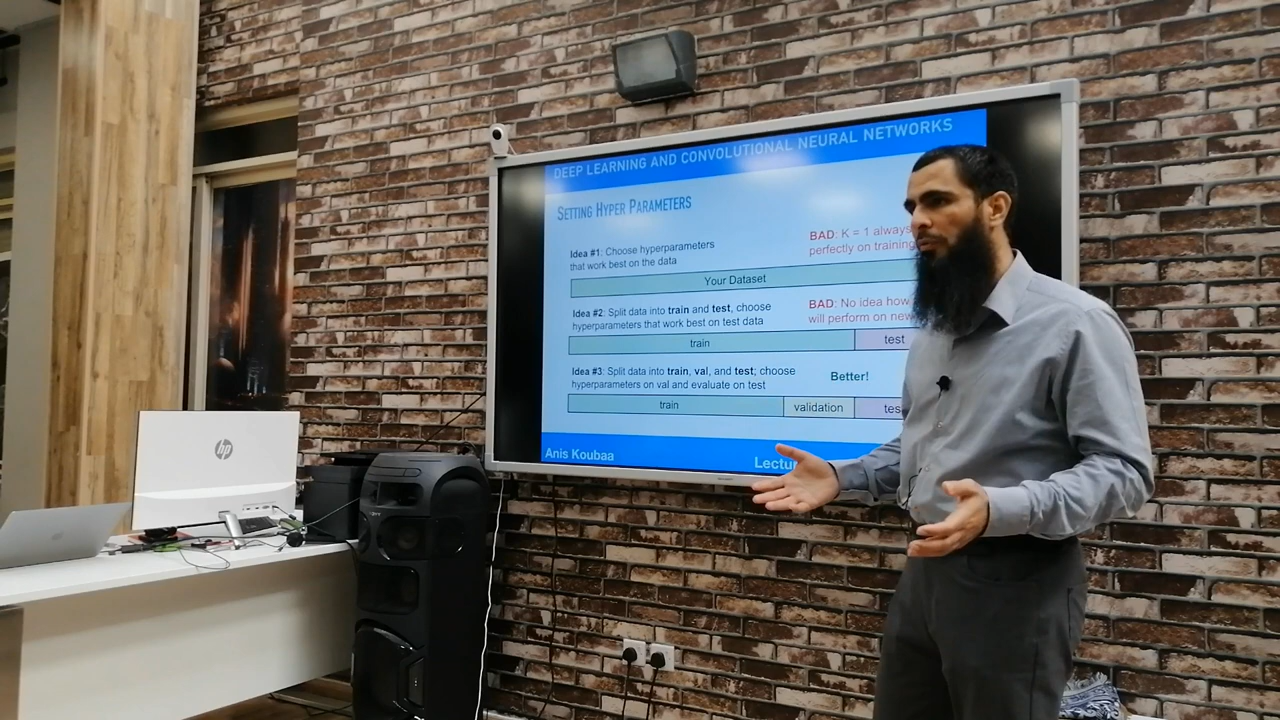 DEEP LEARNING AND CONVOLUTIONAL NEURAL NETWORKS
SETTING HYPER PARAMETERS
Idea #1: Choose hyperparameters
that work best on the data
BAD: K = 1 always
perfectly on training
Your Dataset
Idea #2: Split data into train and test, choose
hyperparameters that work best on test data
BAD: No idea how
will perform on new
train
test
Idea #3: Split data into train, val, and test; choose
hyperparameters on val and evaluate on test
Better!
train
validation
Anis Koubaa
hp